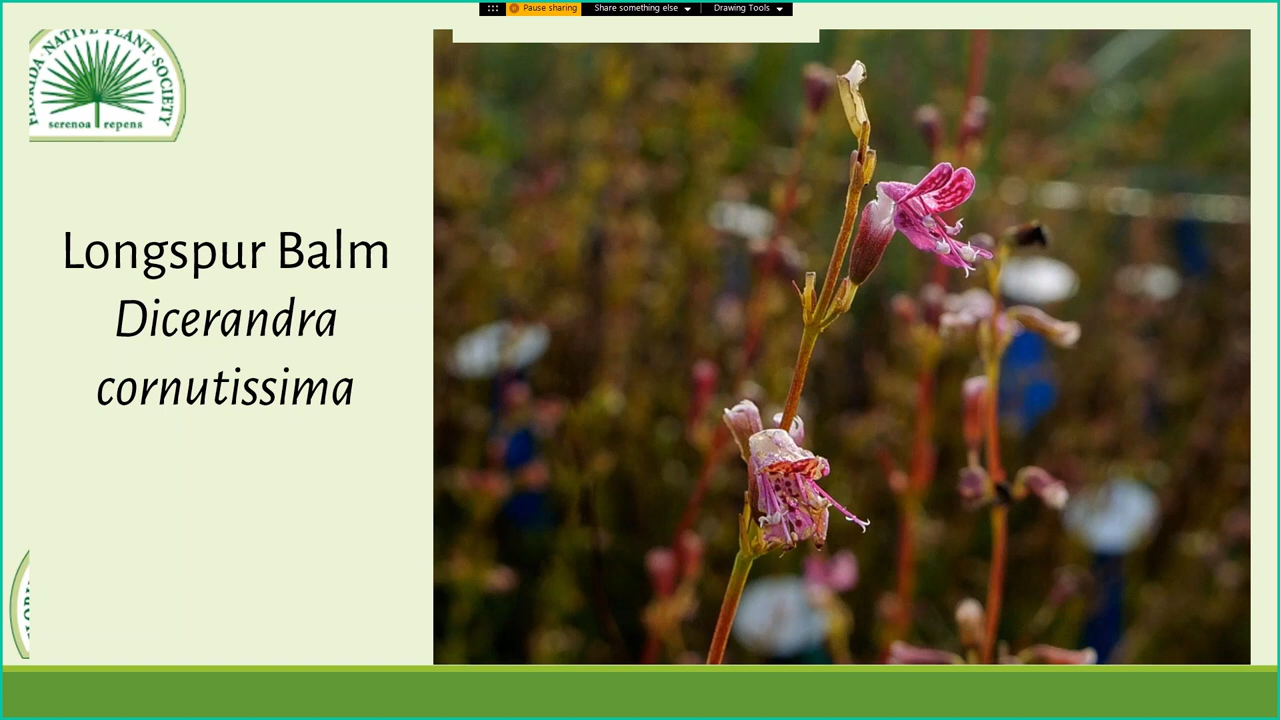 Pause sharing Share something else Drawing Tools
FLORIDA NATIVE PLANT SOCIETY
serenoa repens
Longspur Balm
Dicerandra
cornutissima